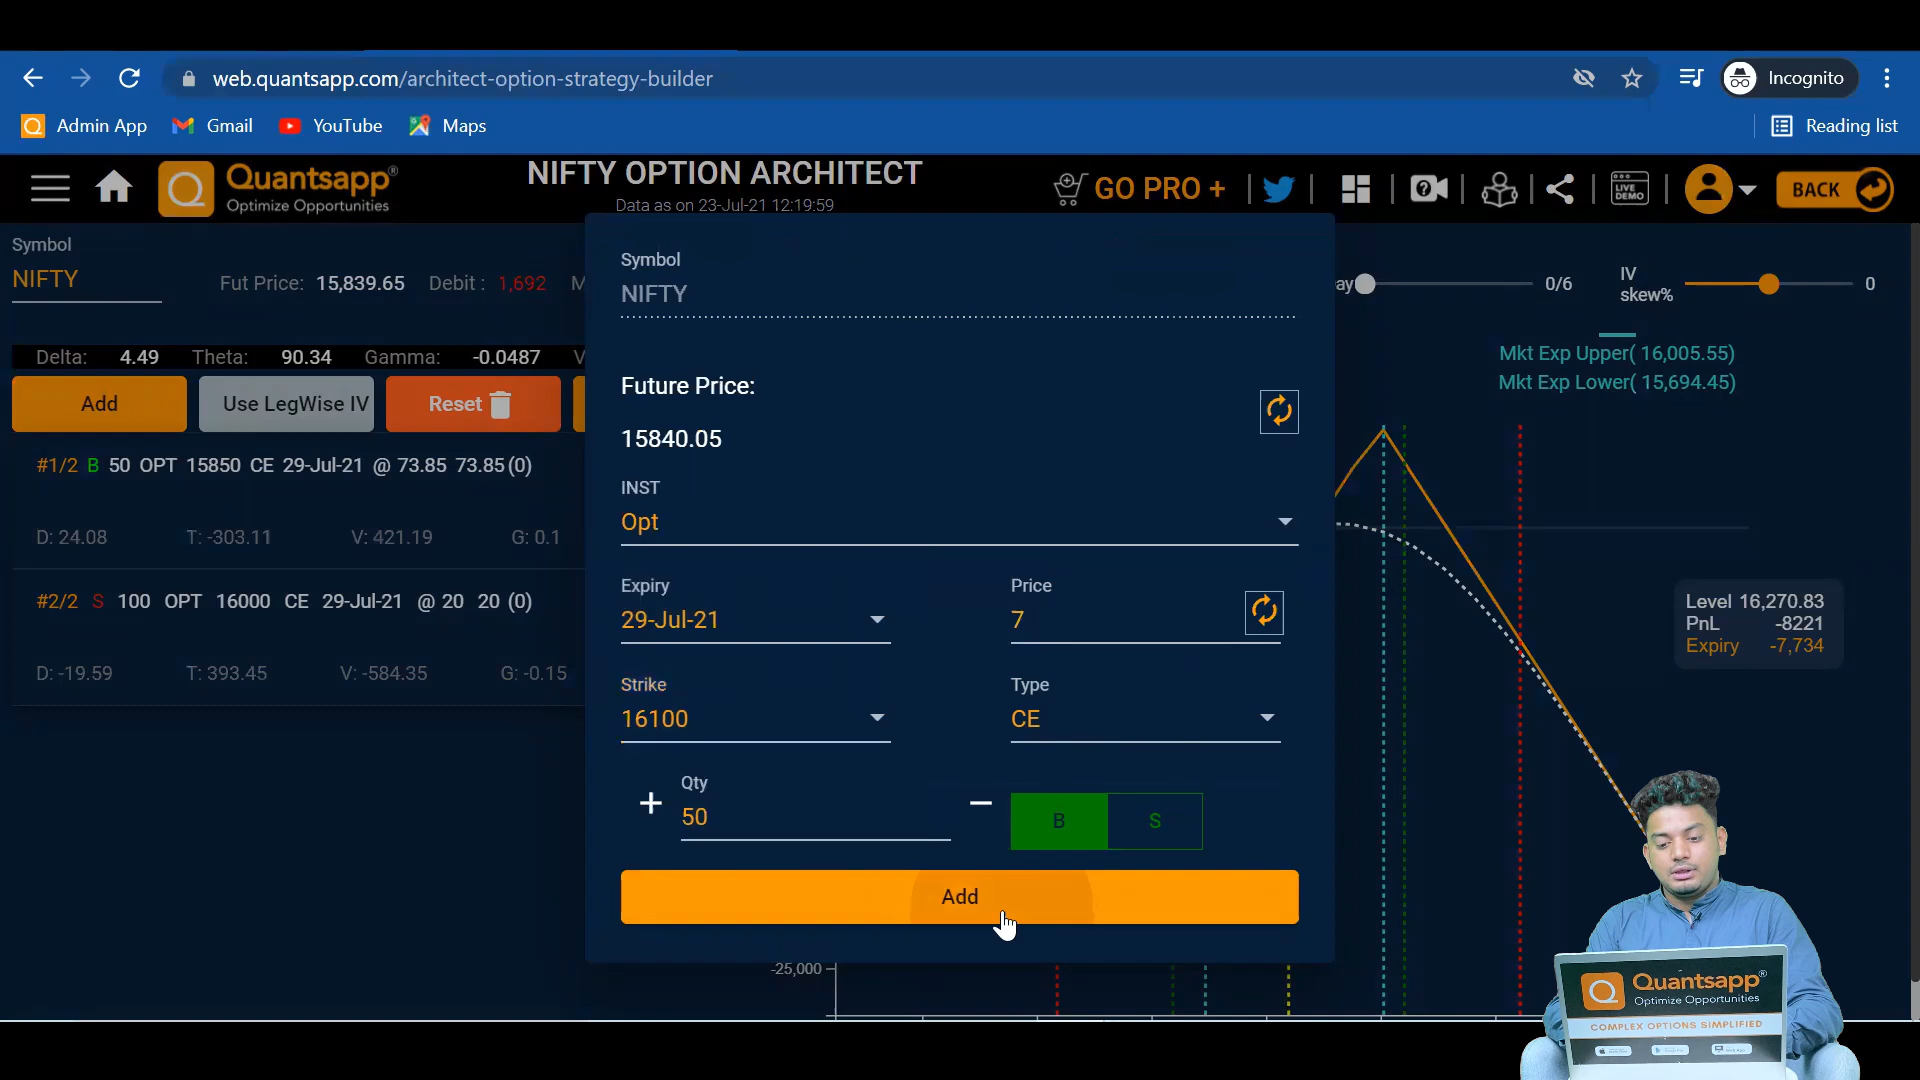 web.quantsapp.com/architect-option-strategy-builder
Incognito
Admin App
Gmail
YouTube
Maps
Reading list
Quantsapp®
Optimize Opportunities
NIFTY OPTION ARCHITECT
Data as on 23-Jul-21 12:19:59
GO PRO +
LIVE
DEMO
BACK
Symbol
NIFTY
Fut Price: 15,839.65 Debit : 1,692 M
ay 0/6
IV
skew%
0
Delta: 4.49 Theta: 90.34 Gamma: -0.0487 V
Add
Use LegWise IV
Reset
#1/2 B 50 OPT 15850 CE 29-Jul-21 @ 73.85 73.85 (0)
D: 24.08 T: -303.11 V: 421.19 G: 0.1
#2/2 S 100 OPT 16000 CE 29-Jul-21 @ 20 20 (0)
D: -19.59 T: 393.45 V: -584.35 G: -0.15
Symbol
NIFTY
Future Price:
15840.05
INST
Opt
Expiry
29-Jul-21
Price
7
Strike
16100
Type
CE
+
Qty
50
−
B
S
Add
Mkt Exp Upper( 16,005.55)
Mkt Exp Lower( 15,694.45)
Level 16,270.83
PnL -8221
Expiry -7,734
-25,000
Quantsapp®
Optimize Opportunities
COMPLEX OPTIONS SIMPLIFIED